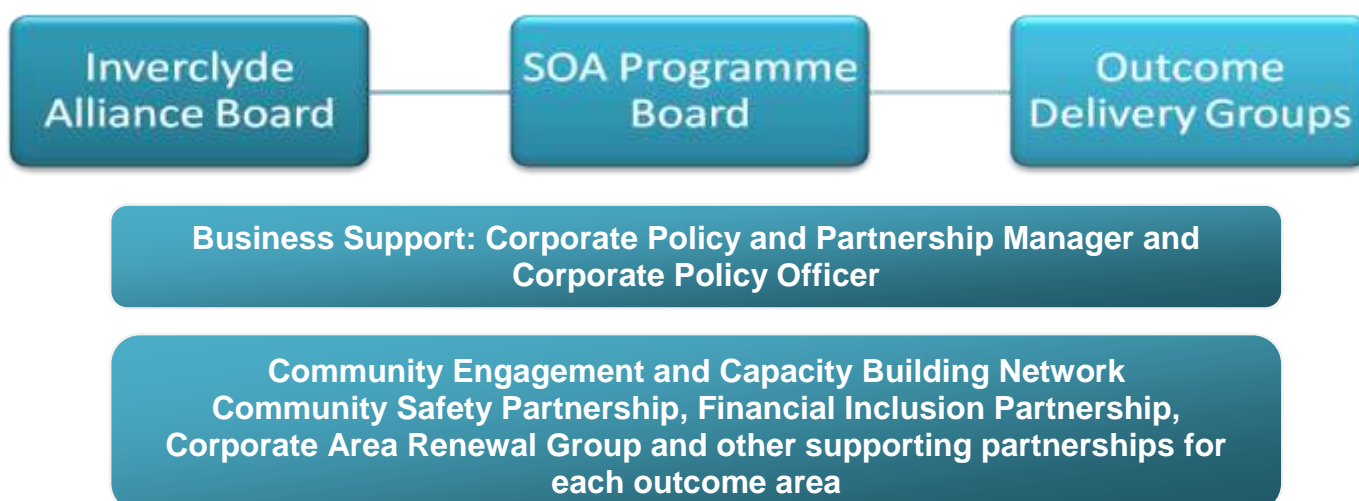 Inverclyde
Alliance Board
SOA Programme
Board
Outcome
Delivery Groups
Business Support: Corporate Policy and Partnership Manager and
Corporate Policy Officer
Community Engagement and Capacity Building Network
Community Safety Partnership, Financial Inclusion Partnership,
Corporate Area Renewal Group and other supporting partnerships for
each outcome area